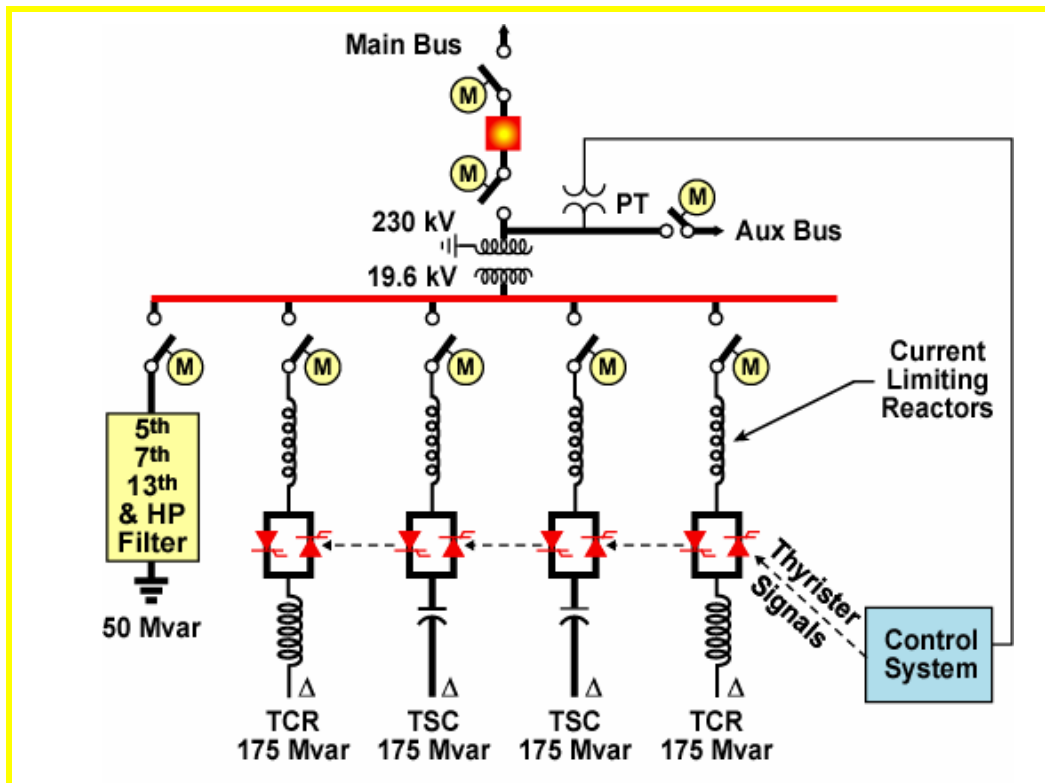 Main Bus
M
M
M
230 kV
PT
Aux Bus
19.6 kV
M
M
M
M
M
Current
Limiting
Reactors
5th
7th
13th
& HP
Filter
50 Mvar
Thyrister
Signals
Control
System
Δ
Δ
Δ
Δ
TCR
175 Mvar
TSC
175 Mvar
TSC
175 Mvar
TCR
175 Mvar